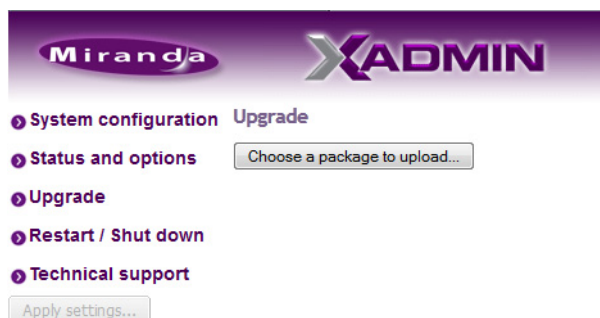 Miranda
XADMIN
System configuration
Upgrade
Choose a package to upload...
Status and options
Upgrade
Restart / Shut down
Technical support
Apply settings...